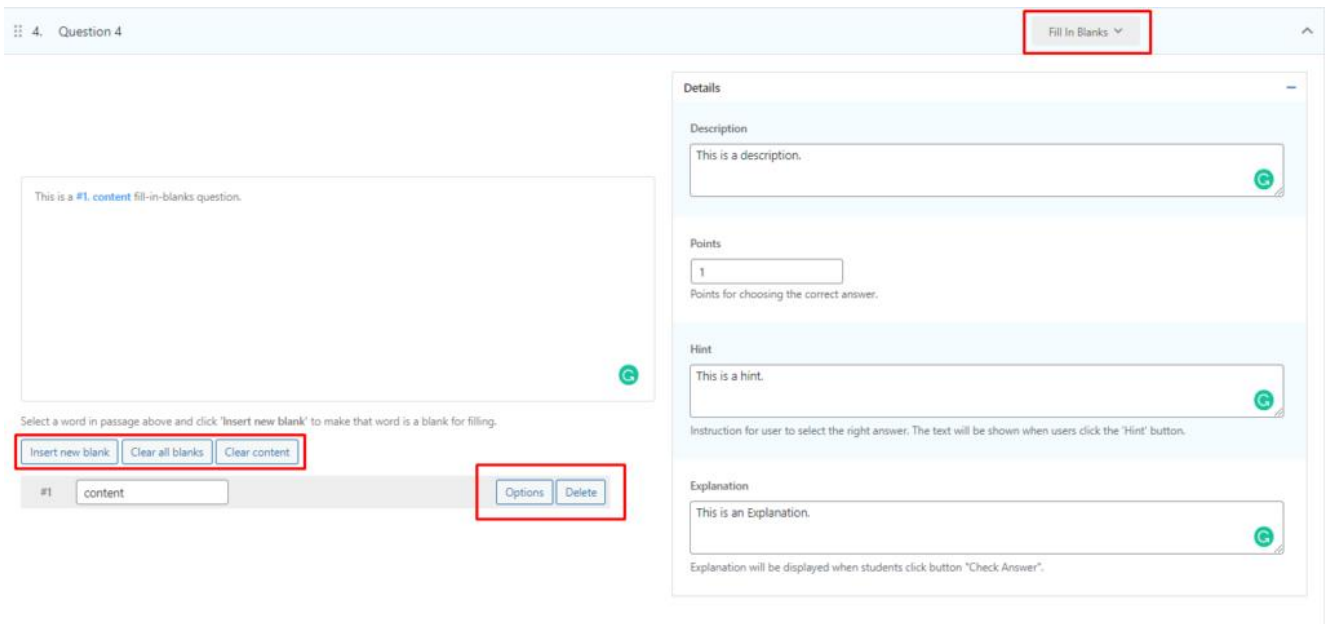 4. Question 4
Fill In Blanks
This is a #1. content fill-in-blanks question.
Select a word in passage above and click 'Insert new blank' to make that word is a blank for filling.
Insert new blank Clear all blanks Clear content
#1 content Options Delete
Details
Description
This is a description.
Points
1
Points for choosing the correct answer.
Hint
This is a hint.
Instruction for user to select the right answer. The text will be shown when users click the 'Hint' button.
Explanation
This is an Explanation.
Explanation will be displayed when students click button "Check Answer".